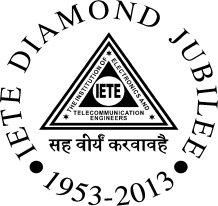 IETE DIAMOND JUBILEE
THE INSTITUTION OF
ELECTRONICS AND
IETE
TELECOMMUNICATION
ENGINEERS
सह वीर्यं करवावहै
• 1953-2013 •